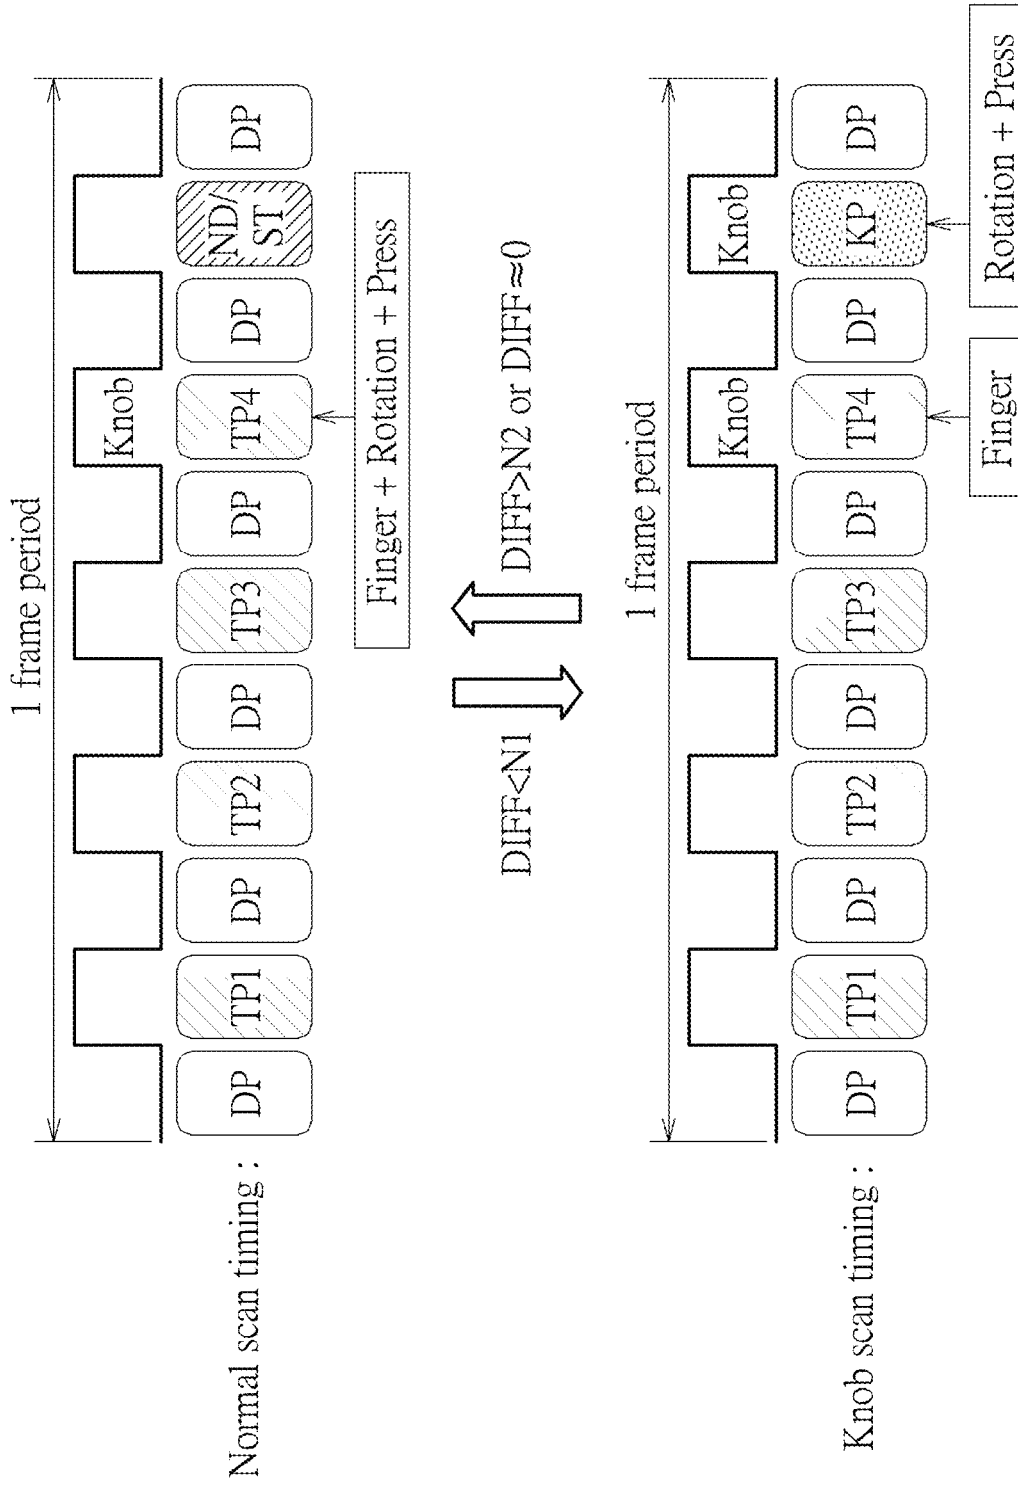 1 frame period
Knob
Normal scan timing :
DP
TP1
DP
TP2
DP
TP3
DP
TP4
DP
ND/
ST
DP
Finger + Rotation + Press
DIFF<N1
DIFF>N2 or DIFF≈0
1 frame period
Knob
Knob
Knob scan timing :
DP
TP1
DP
TP2
DP
TP3
DP
TP4
DP
KP
DP
Finger
Rotation + Press